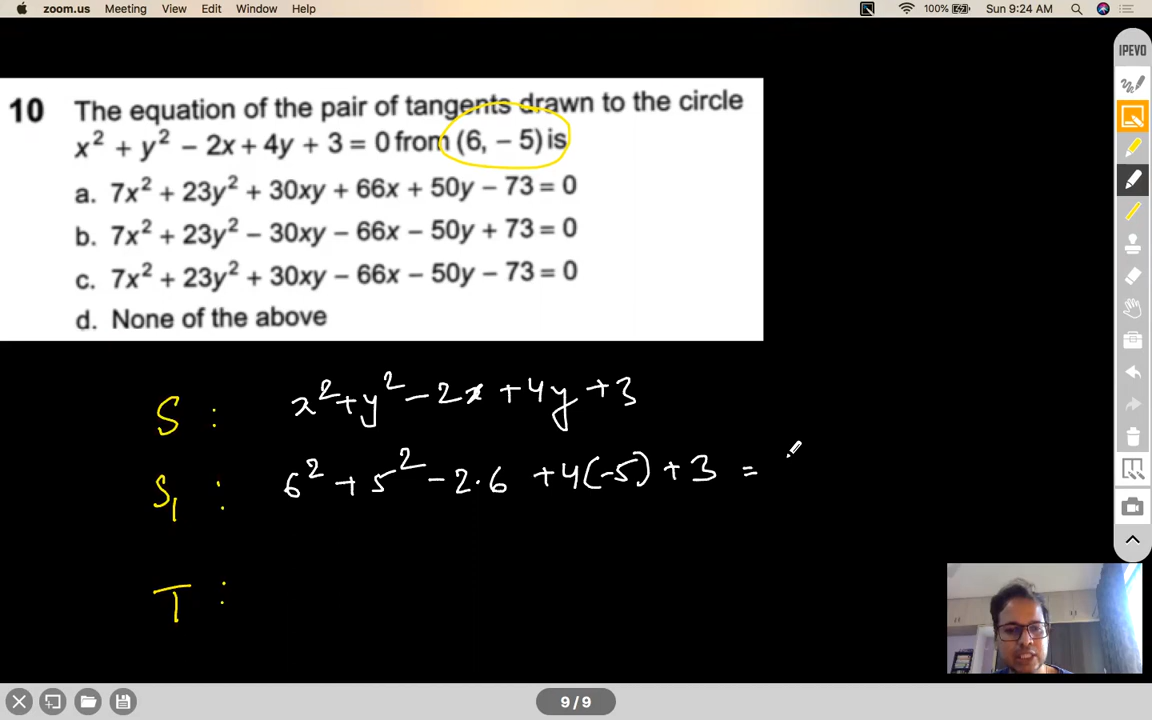 zoom.us Meeting View Edit Window Help 100% Sun 9:24 AM
IPEVO
10 The equation of the pair of tangents drawn to the circle
x² + y² − 2x + 4y + 3 = 0 from (6, − 5) is
a. 7x² + 23y² + 30xy + 66x + 50y − 73 = 0
b. 7x² + 23y² − 30xy − 66x − 50y + 73 = 0
c. 7x² + 23y² + 30xy − 66x − 50y − 73 = 0
d. None of the above
S : x² + y² − 2x + 4y + 3
S₁ : 6² + 5² − 2·6 + 4(−5) + 3 =
T :
9/9